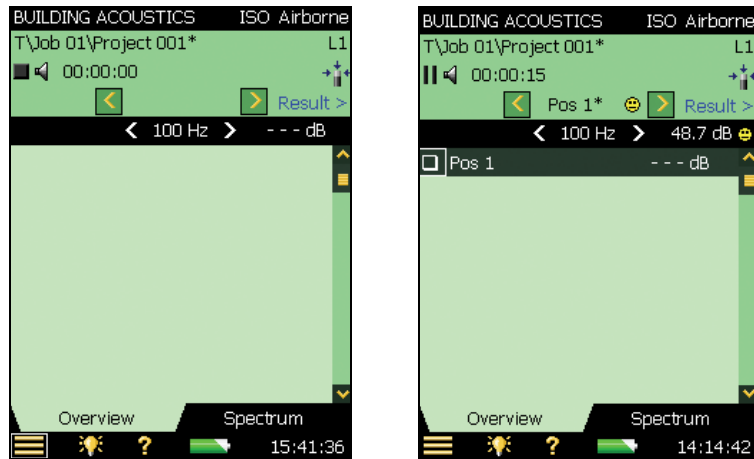 BUILDING ACOUSTICS ISO Airborne
T\Job 01\Project 001* L1
00:00:00
< > Result >
< 100 Hz > - - - dB
Overview Spectrum
? 15:41:36
BUILDING ACOUSTICS ISO Airborne
T\Job 01\Project 001* L1
00:00:15
< Pos 1* > Result >
< 100 Hz > 48.7 dB
Pos 1 - - - dB
Overview Spectrum
? 14:14:42